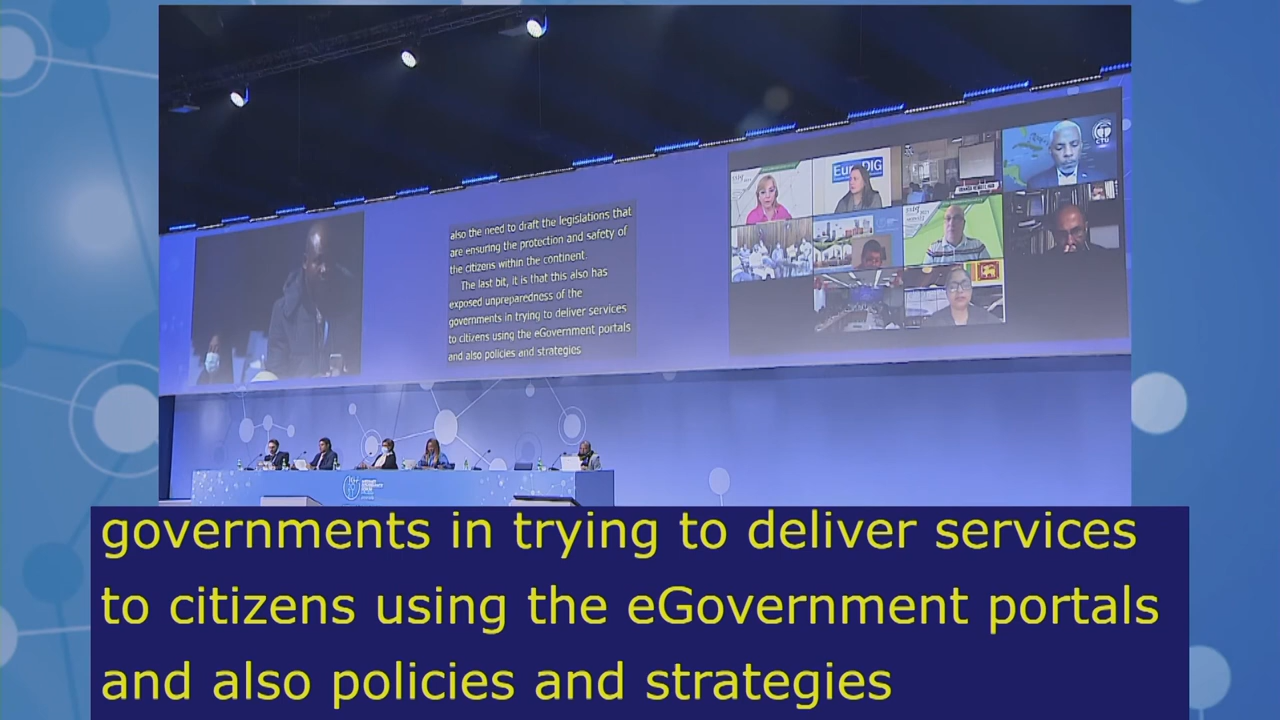 also the need to draft the legislations that
are ensuring the protection and safety of
the citizens within the continent.
The last bit, it is that this also has
exposed unpreparedness of the
governments in trying to deliver services
to citizens using the eGovernment portals
and also policies and strategies
EuroDIG
CTU
governments in trying to deliver services
to citizens using the eGovernment portals
and also policies and strategies